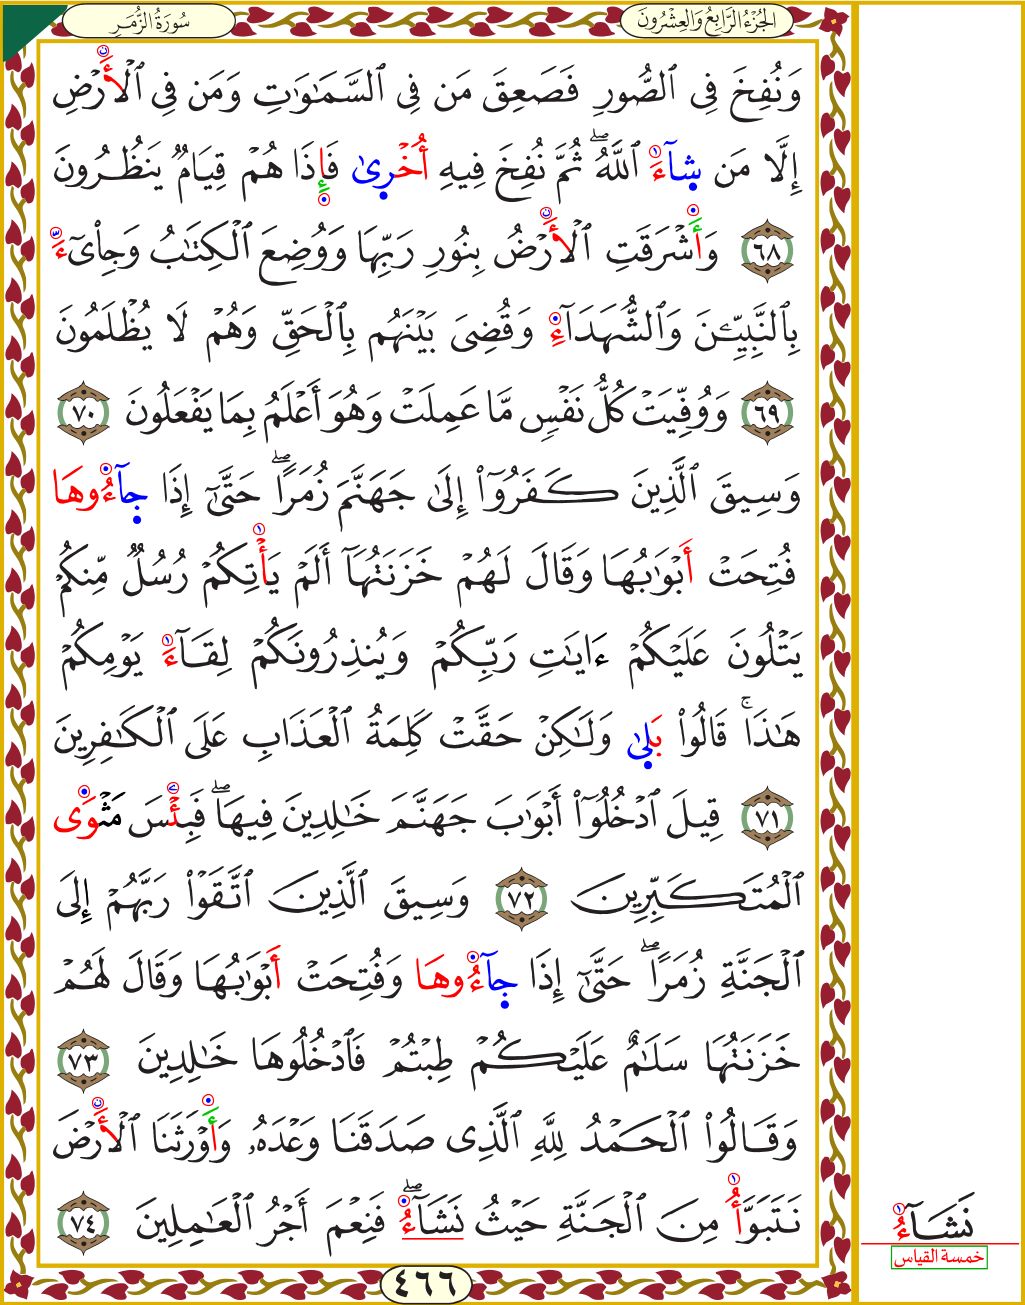 الجُزْءُ الرَّابِعُ وَالعِشْرُونَ
سُورَةُ الزُّمَرِ
وَنُفِخَ فِي ٱلصُّورِ فَصَعِقَ مَن فِي ٱلسَّمَٰوَٰتِ وَمَن فِي ٱلۡأَرۡضِ
إِلَّا مَن شَآءَ ٱللَّهُۖ ثُمَّ نُفِخَ فِيهِ أُخۡرَىٰ فَإِذَا هُمۡ قِيَامٞ يَنظُرُونَ
٦٨ وَأَشۡرَقَتِ ٱلۡأَرۡضُ بِنُورِ رَبِّهَا وَوُضِعَ ٱلۡكِتَٰبُ وَجِاْيٓءَ
بِٱلنَّبِيِّـۧنَ وَٱلشُّهَدَآءِ وَقُضِيَ بَيۡنَهُم بِٱلۡحَقِّ وَهُمۡ لَا يُظۡلَمُونَ
٦٩ وَوُفِّيَتۡ كُلُّ نَفۡسٖ مَّا عَمِلَتۡ وَهُوَ أَعۡلَمُ بِمَا يَفۡعَلُونَ ٧٠
وَسِيقَ ٱلَّذِينَ كَفَرُوٓاْ إِلَىٰ جَهَنَّمَ زُمَرًاۖ حَتَّىٰٓ إِذَا جَآءُوهَا
فُتِحَتۡ أَبۡوَٰبُهَا وَقَالَ لَهُمۡ خَزَنَتُهَآ أَلَمۡ يَأۡتِكُمۡ رُسُلٞ مِّنكُمۡ
يَتۡلُونَ عَلَيۡكُمۡ ءَايَٰتِ رَبِّكُمۡ وَيُنذِرُونَكُمۡ لِقَآءَ يَوۡمِكُمۡ
هَٰذَاۚ قَالُواْ بَلَىٰ وَلَٰكِنۡ حَقَّتۡ كَلِمَةُ ٱلۡعَذَابِ عَلَى ٱلۡكَٰفِرِينَ
٧١ قِيلَ ٱدۡخُلُوٓاْ أَبۡوَٰبَ جَهَنَّمَ خَٰلِدِينَ فِيهَاۖ فَبِئۡسَ مَثۡوَى
ٱلۡمُتَكَبِّرِينَ ٧٢ وَسِيقَ ٱلَّذِينَ ٱتَّقَوۡاْ رَبَّهُمۡ إِلَى
ٱلۡجَنَّةِ زُمَرًاۖ حَتَّىٰٓ إِذَا جَآءُوهَا وَفُتِحَتۡ أَبۡوَٰبُهَا وَقَالَ لَهُمۡ
خَزَنَتُهَا سَلَٰمٌ عَلَيۡكُمۡ طِبۡتُمۡ فَٱدۡخُلُوهَا خَٰلِدِينَ ٧٣
وَقَالُواْ ٱلۡحَمۡدُ لِلَّهِ ٱلَّذِي صَدَقَنَا وَعۡدَهُۥ وَأَوۡرَثَنَا ٱلۡأَرۡضَ
نَتَبَوَّأُ مِنَ ٱلۡجَنَّةِ حَيۡثُ نَشَآءُۖ فَنِعۡمَ أَجۡرُ ٱلۡعَٰمِلِينَ ٧٤
نَشَآءُ
خمسة القياس
٤٦٦